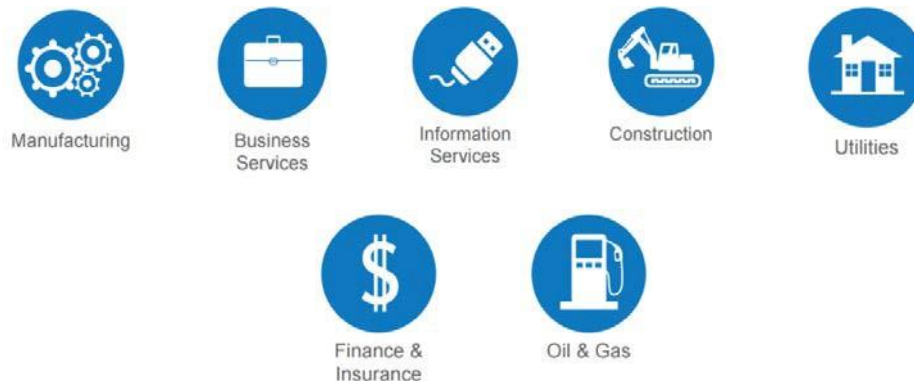 Manufacturing
Business
Services
Information
Services
Construction
Utilities
$
Finance &
Insurance
Oil & Gas